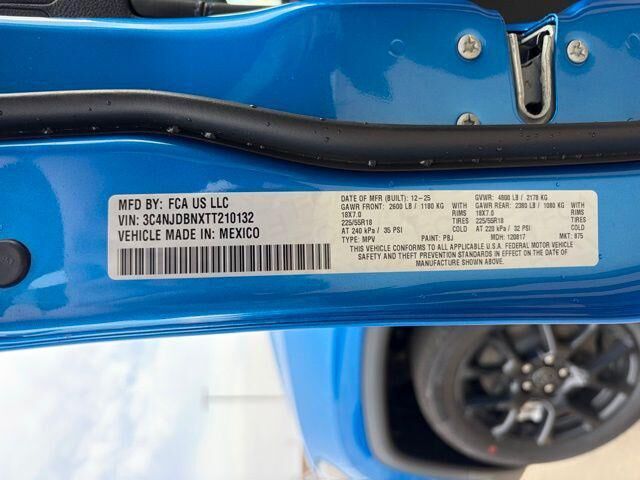 MFD BY: FCA US LLC
VIN: 3C4NJDBNXTT210132
VEHICLE MADE IN: MEXICO
DATE OF MFR (BUILT): 12-25 GVWR: 4800 LB / 2178 KG
GAWR FRONT: 2600 LB / 1180 KG WITH GAWR REAR: 2380 LB / 1080 KG WITH
18X7.0 RIMS 18X7.0 RIMS
225/55R18 TIRES 225/55R18 TIRES
AT 240 kPa / 35 PSI COLD AT 220 kPa / 32 PSI COLD
TYPE: MPV PAINT: PBJ MDH: 120817 MKT: 875
THIS VEHICLE CONFORMS TO ALL APPLICABLE U.S.A. FEDERAL MOTOR VEHICLE
SAFETY AND THEFT PREVENTION STANDARDS IN EFFECT ON THE DATE OF
MANUFACTURE SHOWN ABOVE.